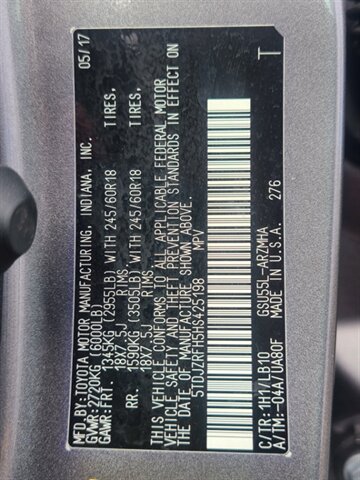 MFD.BY:TOYOTA MOTOR MANUFACTURING, INDIANA, INC. 05/17
GVWR:2720KG (6000LB)
GAWR:FRT. 1345KG (2955LB) WITH 245/60R18 TIRES,
18X7.5J RIMS.
RR. 1590KG (3505LB) WITH 245/60R18 TIRES,
18X7.5J RIMS.
THIS VEHICLE CONFORMS TO ALL APPLICABLE FEDERAL MOTOR
VEHICLE SAFETY AND THEFT PREVENTION STANDARDS IN EFFECT
ON THE DATE OF MANUFACTURE SHOWN ABOVE.
5TDJZRFH5HS425198 MPV
276
C/TR:1H1/LB10 GSU55L-ARZMHA T
A/TM:-04A/UA80F MADE IN U.S.A.